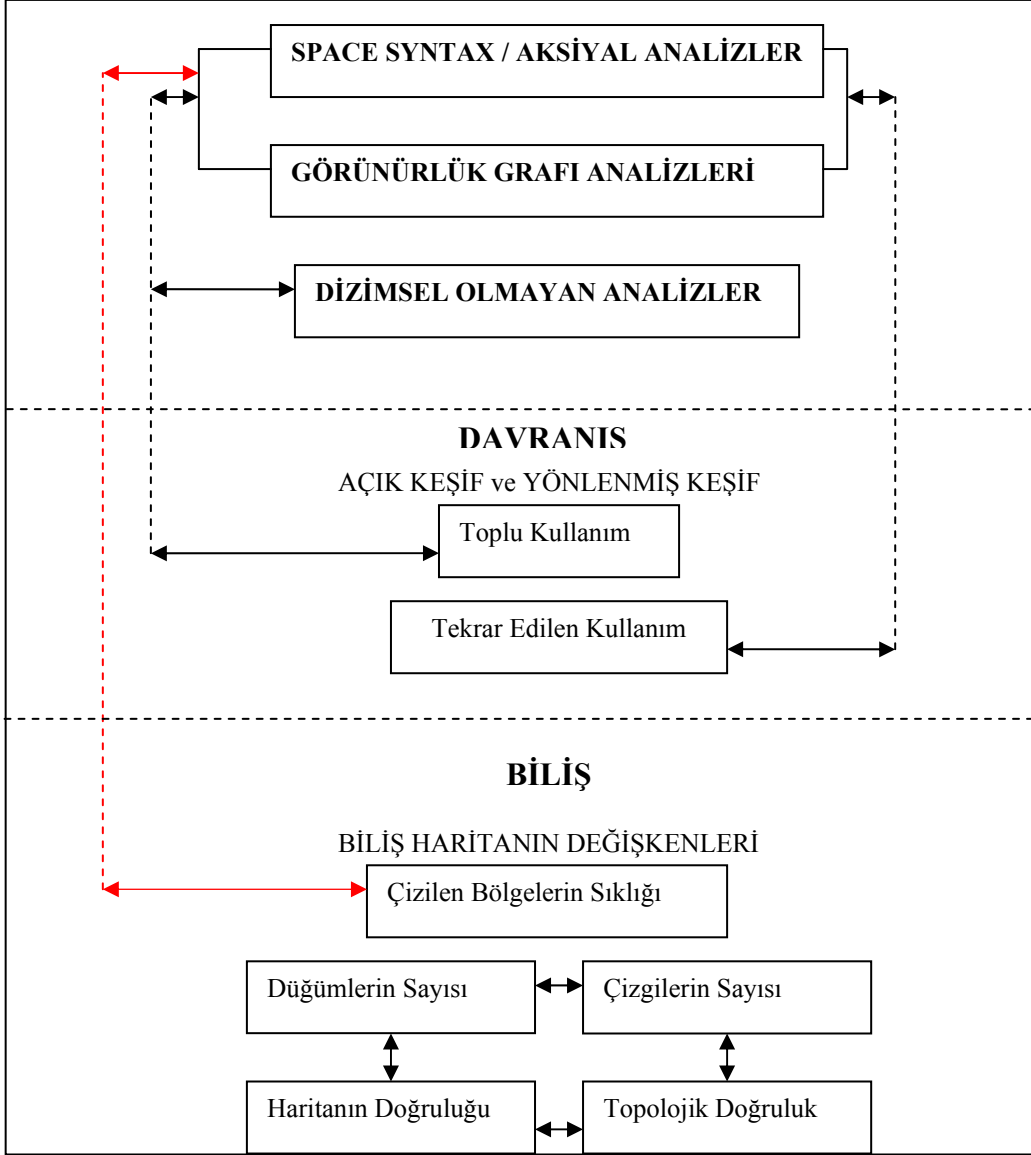 SPACE SYNTAX / AKSİYAL ANALİZLER
GÖRÜNÜRLÜK GRAFI ANALİZLERİ
DİZİMSEL OLMAYAN ANALİZLER
DAVRANIS
AÇIK KEŞİF ve YÖNLENMİŞ KEŞİF
Toplu Kullanım
Tekrar Edilen Kullanım
BİLİŞ
BİLİŞ HARİTANIN DEĞİŞKENLERİ
Çizilen Bölgelerin Sıklığı
Düğümlerin Sayısı
Çizgilerin Sayısı
Haritanın Doğruluğu
Topolojik Doğruluk